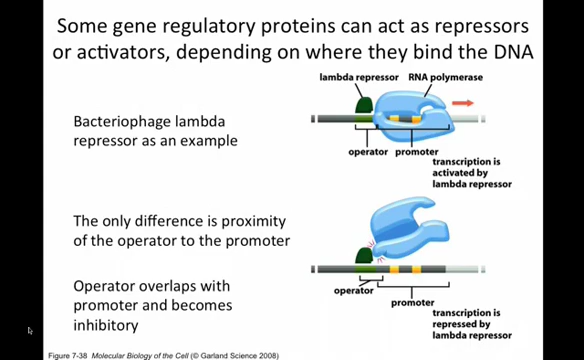 Some gene regulatory proteins can act as repressors
or activators, depending on where they bind the DNA
lambda repressor
RNA polymerase
Bacteriophage lambda
repressor as an example
operator
promoter
transcription is
activated by
lambda repressor
The only difference is proximity
of the operator to the promoter
Operator overlaps with
promoter and becomes
inhibitory
operator
promoter
transcription is
repressed by
lambda repressor
Figure 7-38 Molecular Biology of the Cell (© Garland Science 2008)